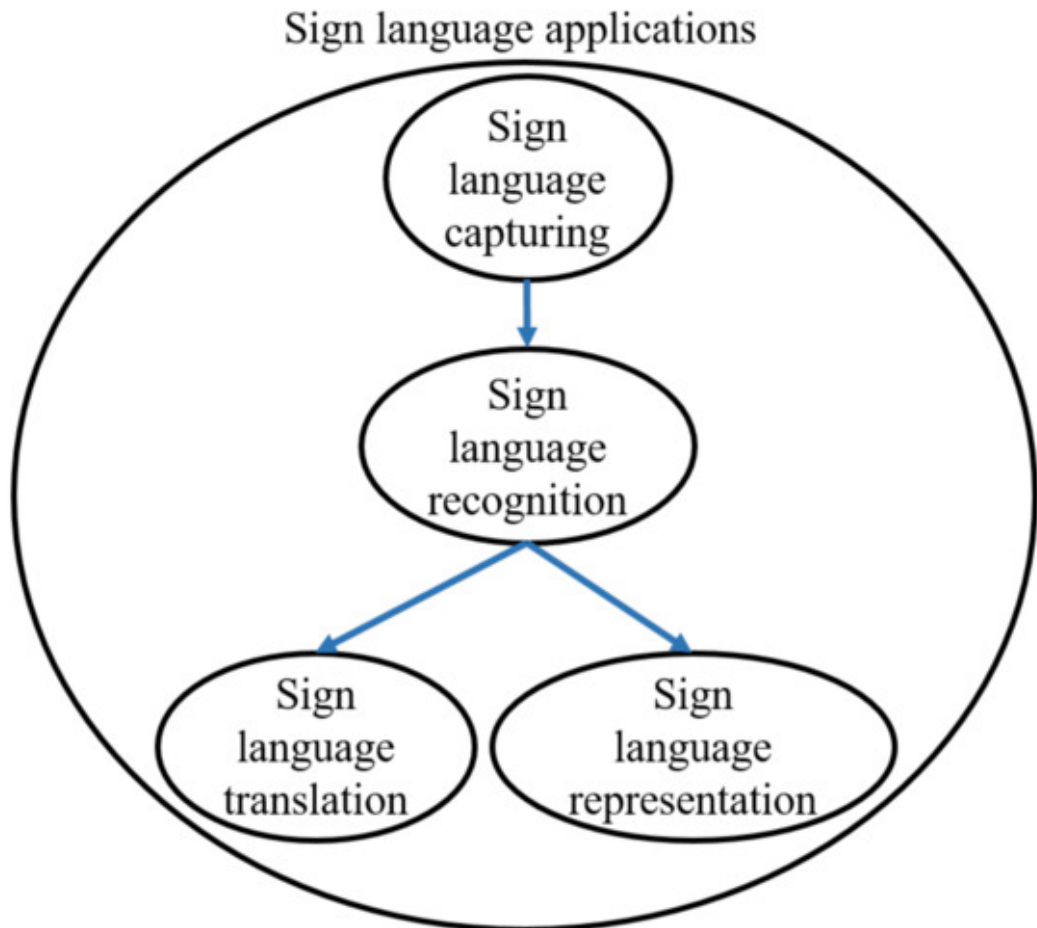 Sign language applications
Sign
language
capturing
Sign
language
recognition
Sign
language
translation
Sign
language
representation